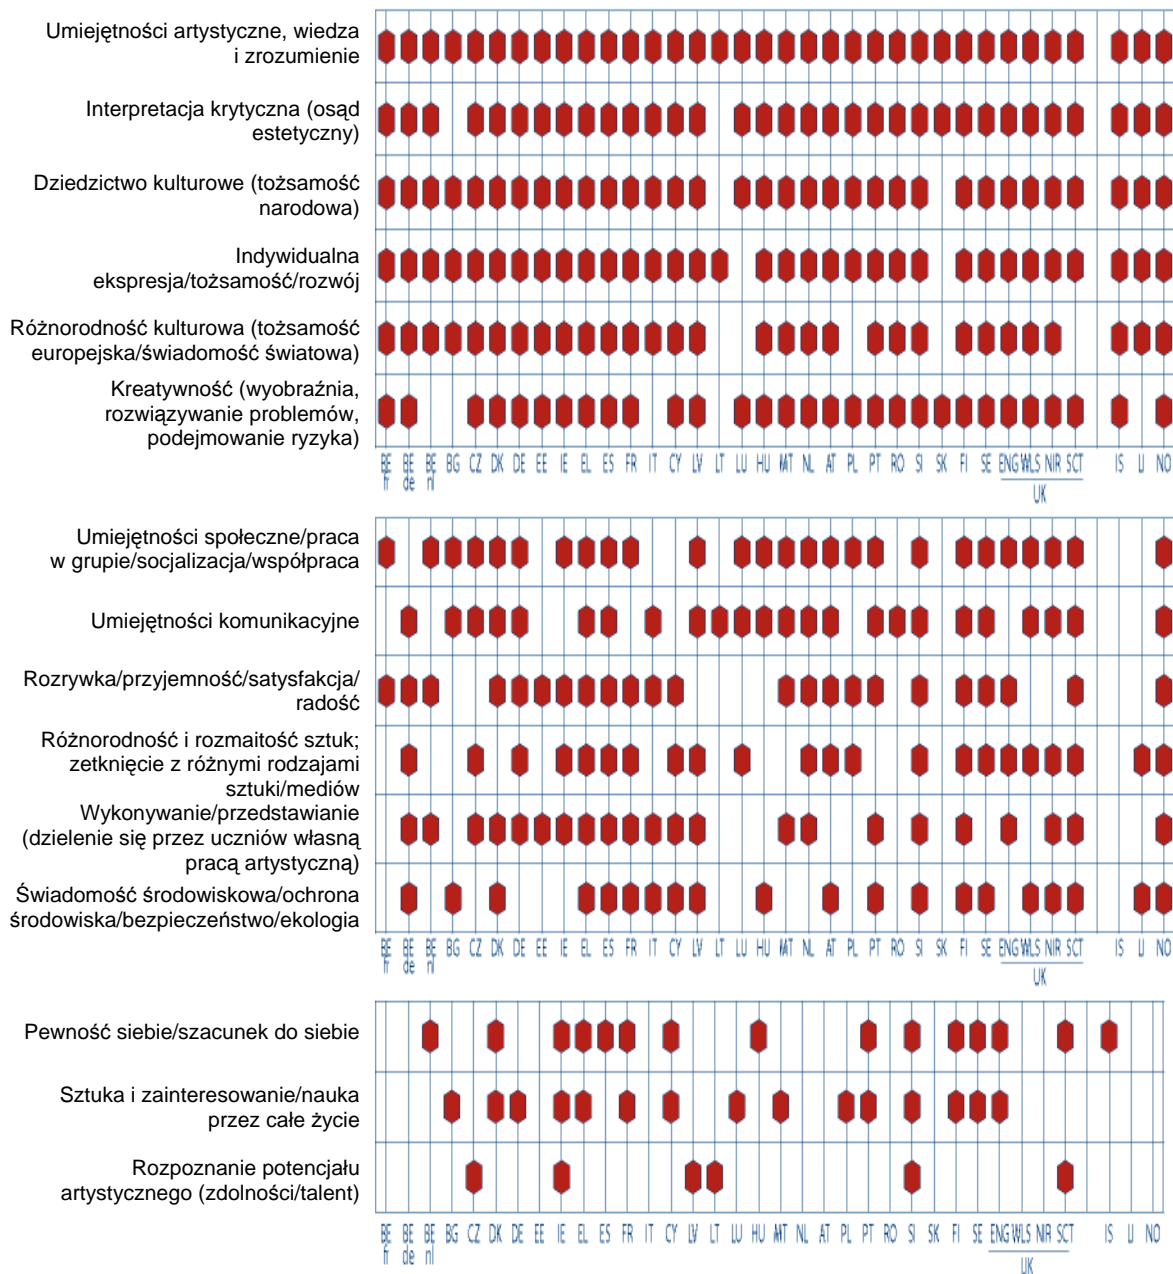 Umiejętności artystyczne, wiedza
i zrozumienie
Interpretacja krytyczna (osąd
estetyczny)
Dziedzictwo kulturowe (tożsamość
narodowa)
Indywidualna
ekspresja/tożsamość/rozwój
Różnorodność kulturowa (tożsamość
europejska/świadomość światowa)
Kreatywność (wyobraźnia,
rozwiązywanie problemów,
podejmowanie ryzyka)
BE BE BE BG CZ DK DE EE IE EL ES FR IT CY LV LT LU HU MT NL AT PL PT RO SI SK FI SE ENG WLS NIR SCT IS LI NO
fr de nl
UK
Umiejętności społeczne/praca
w grupie/socjalizacja/współpraca
Umiejętności komunikacyjne
Rozrywka/przyjemność/satysfakcja/
radość
Różnorodność i rozmaitość sztuk;
zetknięcie z różnymi rodzajami
sztuki/mediów
Wykonywanie/przedstawianie
(dzielenie się przez uczniów własną
pracą artystyczną)
Świadomość środowiskowa/ochrona
środowiska/bezpieczeństwo/ekologia
BE BE BE BG CZ DK DE EE IE EL ES FR IT CY LV LT LU HU MT NL AT PL PT RO SI SK FI SE ENG WLS NIR SCT IS LI NO
fr de nl
UK
Pewność siebie/szacunek do siebie
Sztuka i zainteresowanie/nauka
przez całe życie
Rozpoznanie potencjału
artystycznego (zdolności/talent)
BE BE BE BG CZ DK DE EE IE EL ES FR IT CY LV LT LU HU MT NL AT PL PT RO SI SK FI SE ENG WLS NIR SCT IS LI NO
fr de nl
UK